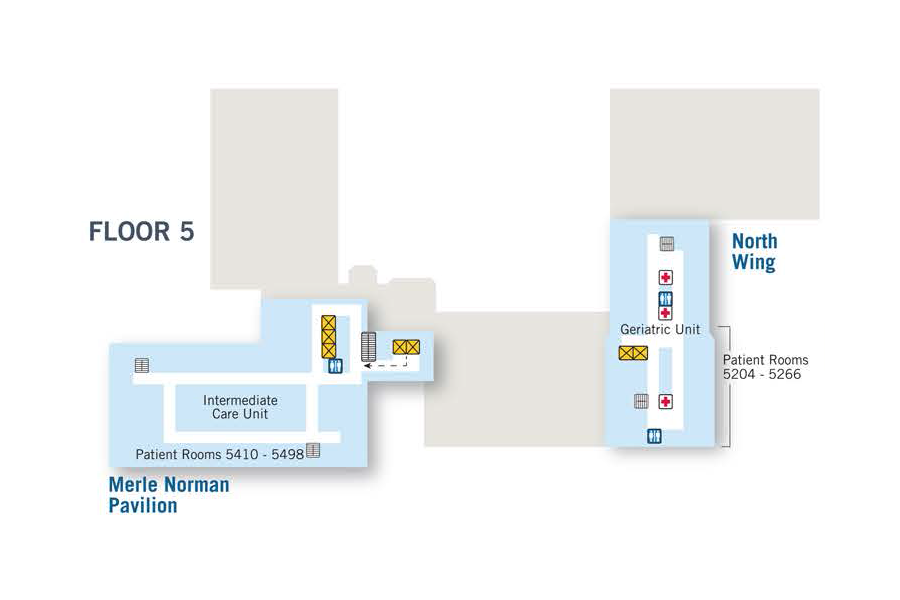 FLOOR 5
North
Wing
Geriatric Unit
Patient Rooms
5204 - 5266
Intermediate
Care Unit
Patient Rooms 5410 - 5498
Merle Norman
Pavilion